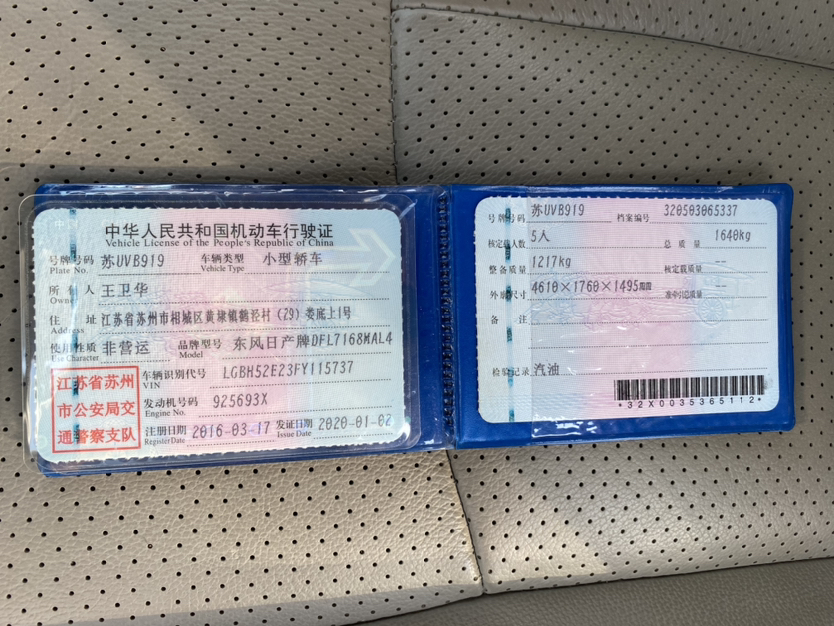 中华人民共和国机动车行驶证
Vehicle License of the People's Republic of China
号牌号码 苏UVB919 车辆类型 小型轿车
Plate No. Vehicle Type
所有人 王卫华
Owner
住址 江苏省苏州市相城区黄埭镇鹤泾村(29)娄底上1号
Address
使用性质 非营运 品牌型号 东风日产牌DFL7168MAL4
Use Character Model
江苏省苏州
市公安局交
通警察支队
车辆识别代号 LGBH52E23FY115737
VIN
发动机号码 925693X
Engine No.
注册日期 2016-03-17 发证日期 2020-01-02
Register Date Issue Date
号牌号码 苏UVB919 档案编号 320503065337
核定载人数 5人 总质量 1640kg
整备质量 1217kg 核定载质量 ---
外廓尺寸 4610×1760×1495mm 准牵引总质量 ---
备注
检验记录 汽油
*32X0035365112*